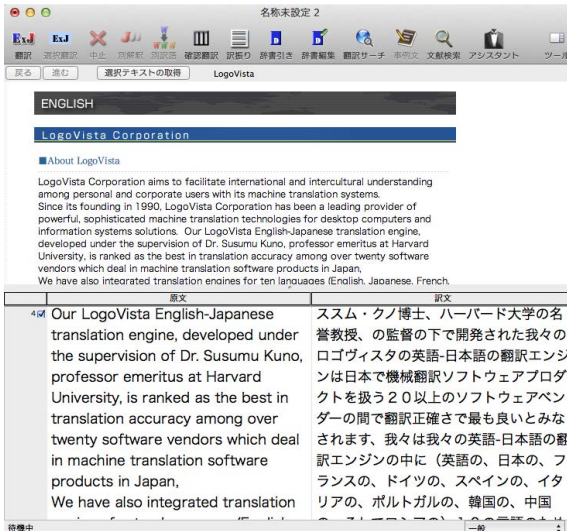 名称未設定 2
翻訳 選択翻訳 中止 別解釈 別訳語 確認翻訳 訳振り 辞書引き 辞書編集 翻訳サーチ 事例文 文献検索 アシスタント ツール
戻る 進む 選択テキストの取得 LogoVista
ENGLISH
LogoVista Corporation
■About LogoVista
LogoVista Corporation aims to facilitate international and intercultural understanding
among personal and corporate users with its machine translation systems.
Since its founding in 1990, LogoVista Corporation has been a leading provider of
powerful, sophisticated machine translation technologies for desktop computers and
information systems solutions. Our LogoVista English-Japanese translation engine,
developed under the supervision of Dr. Susumu Kuno, professor emeritus at Harvard
University, is ranked as the best in translation accuracy among over twenty software
vendors which deal in machine translation software products in Japan,
We have also integrated translation engines for ten languages (English, Japanese, French,
原文 訳文
4
Our LogoVista English-Japanese
translation engine, developed under
the supervision of Dr. Susumu Kuno,
professor emeritus at Harvard
University, is ranked as the best in
translation accuracy among over
twenty software vendors which deal
in machine translation software
products in Japan,
We have also integrated translation
ススム・クノ博士、ハーバード大学の名
誉教授、の監督の下で開発された我々の
ロゴヴィスタの英語-日本語の翻訳エンジ
ンは日本で機械翻訳ソフトウェアプロダ
クトを扱う２０以上のソフトウェアベン
ダーの間で翻訳正確さで最も良いとみな
されます、我々は我々の英語-日本語の翻
訳エンジンの中に（英語の、日本の、フ
ランスの、ドイツの、スペインの、イタ
リアの、ポルトガルの、韓国の、中国
待機中 一般